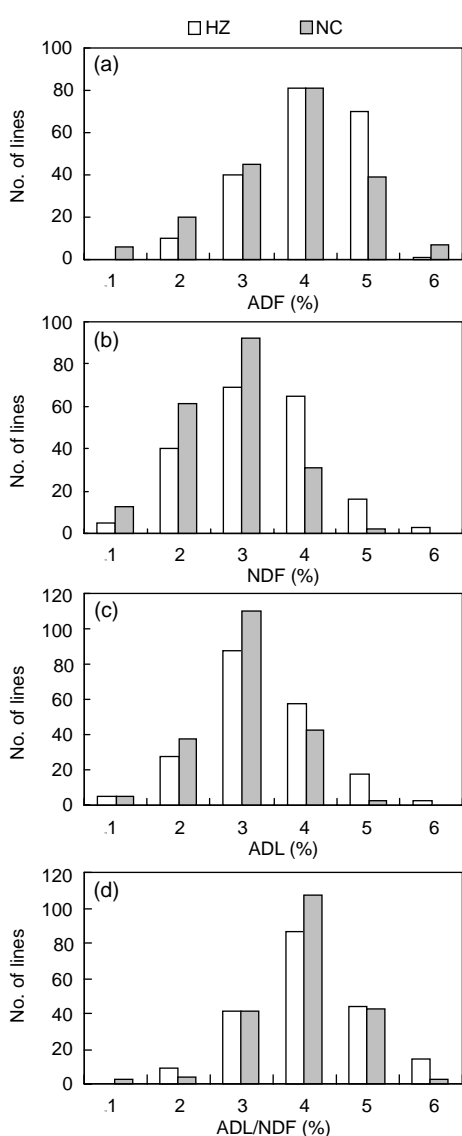 HZ NC
(a)
No. of lines
100
80
60
40
20
0
1 2 3 4 5 6
ADF (%)
(b)
No. of lines
100
80
60
40
20
0
1 2 3 4 5 6
NDF (%)
(c)
No. of lines
120
100
80
60
40
20
0
1 2 3 4 5 6
ADL (%)
(d)
No. of lines
120
100
80
60
40
20
0
1 2 3 4 5 6
ADL/NDF (%)